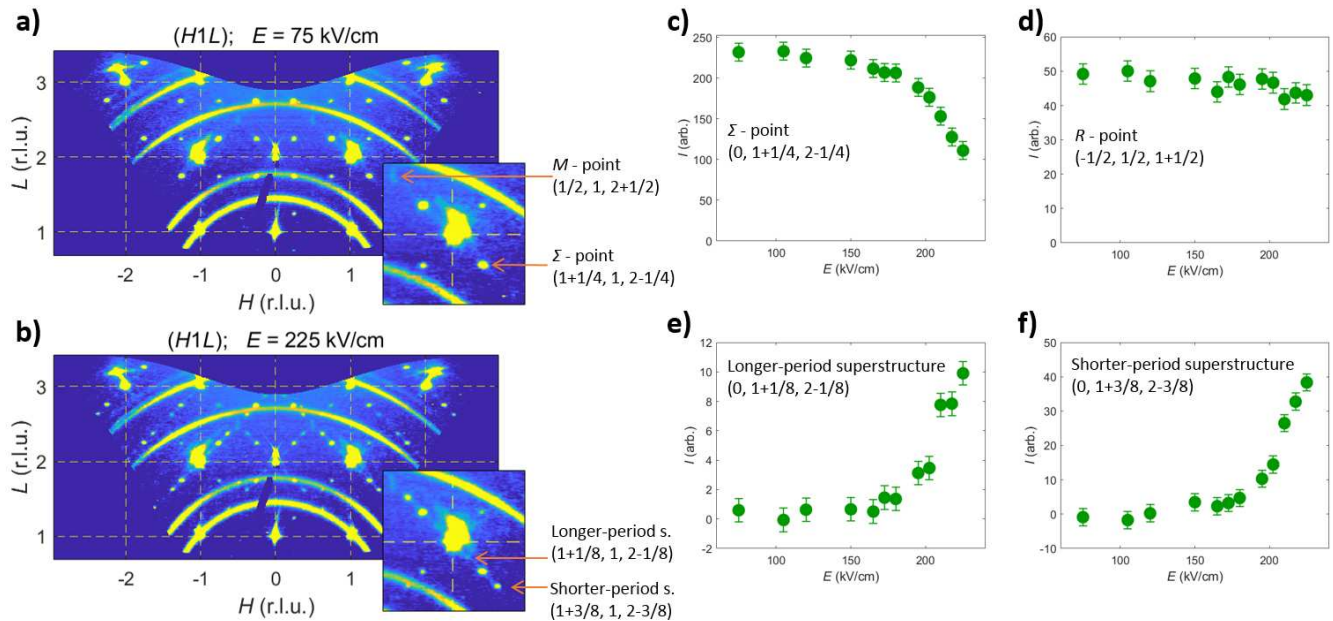 a)
(H1L); E = 75 kV/cm
L (r.l.u.)
3
2
1
-2
-1
0
1
H (r.l.u.)
M - point
(1/2, 1, 2+1/2)
Σ - point
(1+1/4, 1, 2-1/4)
b)
(H1L); E = 225 kV/cm
L (r.l.u.)
3
2
1
-2
-1
0
1
H (r.l.u.)
Longer-period s.
(1+1/8, 1, 2-1/8)
Shorter-period s.
(1+3/8, 1, 2-3/8)
c)
I (arb.)
250
200
150
100
50
0
Σ - point
(0, 1+1/4, 2-1/4)
100
150
200
E (kV/cm)
d)
I (arb.)
60
50
40
30
20
10
0
R - point
(-1/2, 1/2, 1+1/2)
100
150
200
E (kV/cm)
e)
I (arb.)
12
10
8
6
4
2
0
-2
Longer-period superstructure
(0, 1+1/8, 2-1/8)
100
150
200
E (kV/cm)
f)
I (arb.)
50
40
30
20
10
0
-10
Shorter-period superstructure
(0, 1+3/8, 2-3/8)
100
150
200
E (kV/cm)